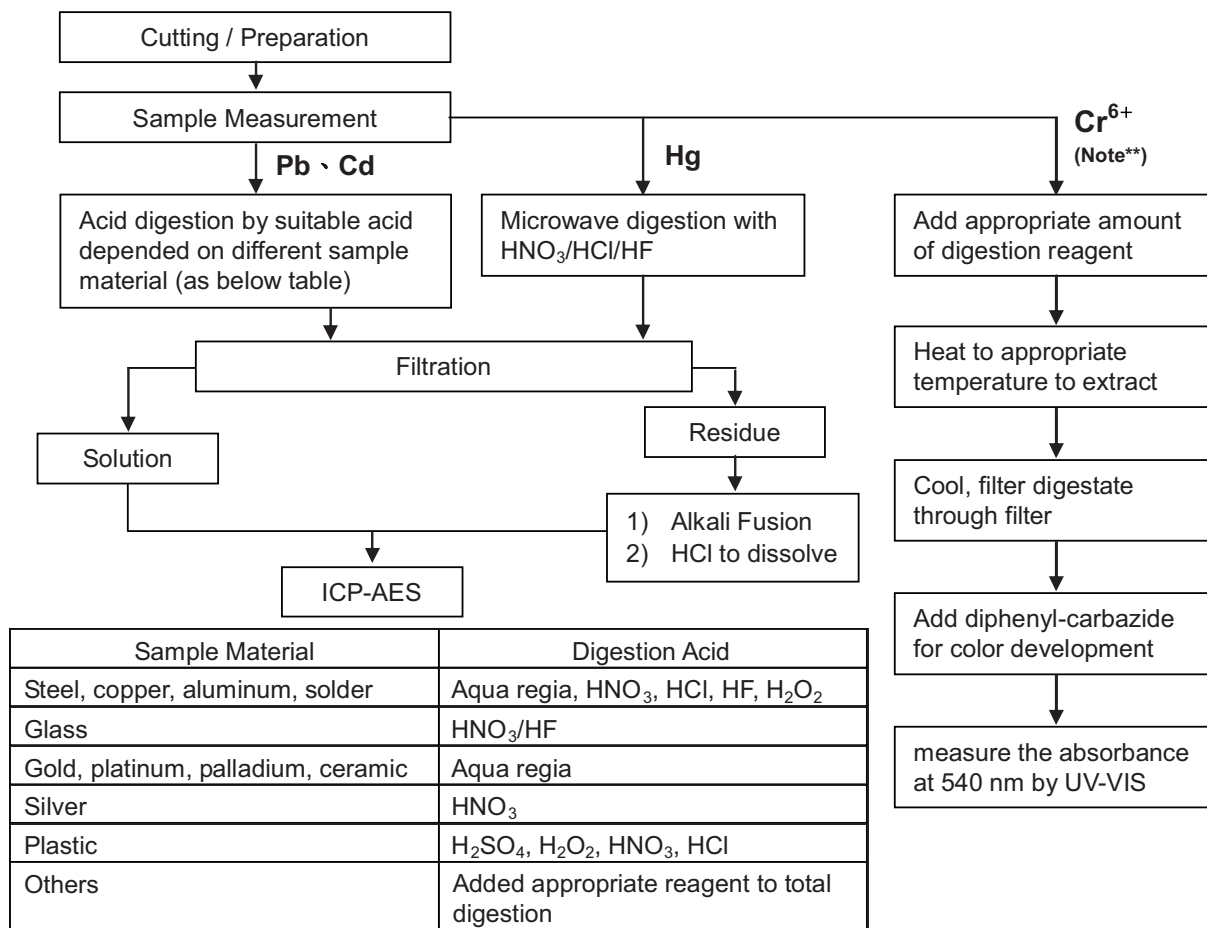 Cutting / Preparation
Sample Measurement
Pb、Cd
Hg
Cr⁶⁺
(Note**)
Acid digestion by suitable acid
depended on different sample
material (as below table)
Microwave digestion with
HNO₃/HCl/HF
Add appropriate amount
of digestion reagent
Filtration
Heat to appropriate
temperature to extract
Solution
Residue
Cool, filter digestate
through filter
1) Alkali Fusion
2) HCl to dissolve
ICP-AES
Add diphenyl-carbazide
for color development
measure the absorbance
at 540 nm by UV-VIS
Sample Material Digestion Acid
Steel, copper, aluminum, solder Aqua regia, HNO₃, HCl, HF, H₂O₂
Glass HNO₃/HF
Gold, platinum, palladium, ceramic Aqua regia
Silver HNO₃
Plastic H₂SO₄, H₂O₂, HNO₃, HCl
Others Added appropriate reagent to total
digestion